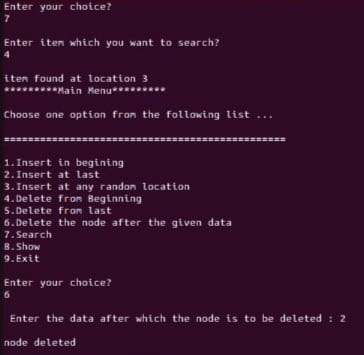 Enter your choice?
7
Enter item which you want to search?
4
item found at location 3
*********Main Menu*********
Choose one option from the following list ...
===============================================
1.Insert in begining
2.Insert at last
3.Insert at any random location
4.Delete from Beginning
5.Delete from last
6.Delete the node after the given data
7.Search
8.Show
9.Exit
Enter your choice?
6
Enter the data after which the node is to be deleted : 2
node deleted